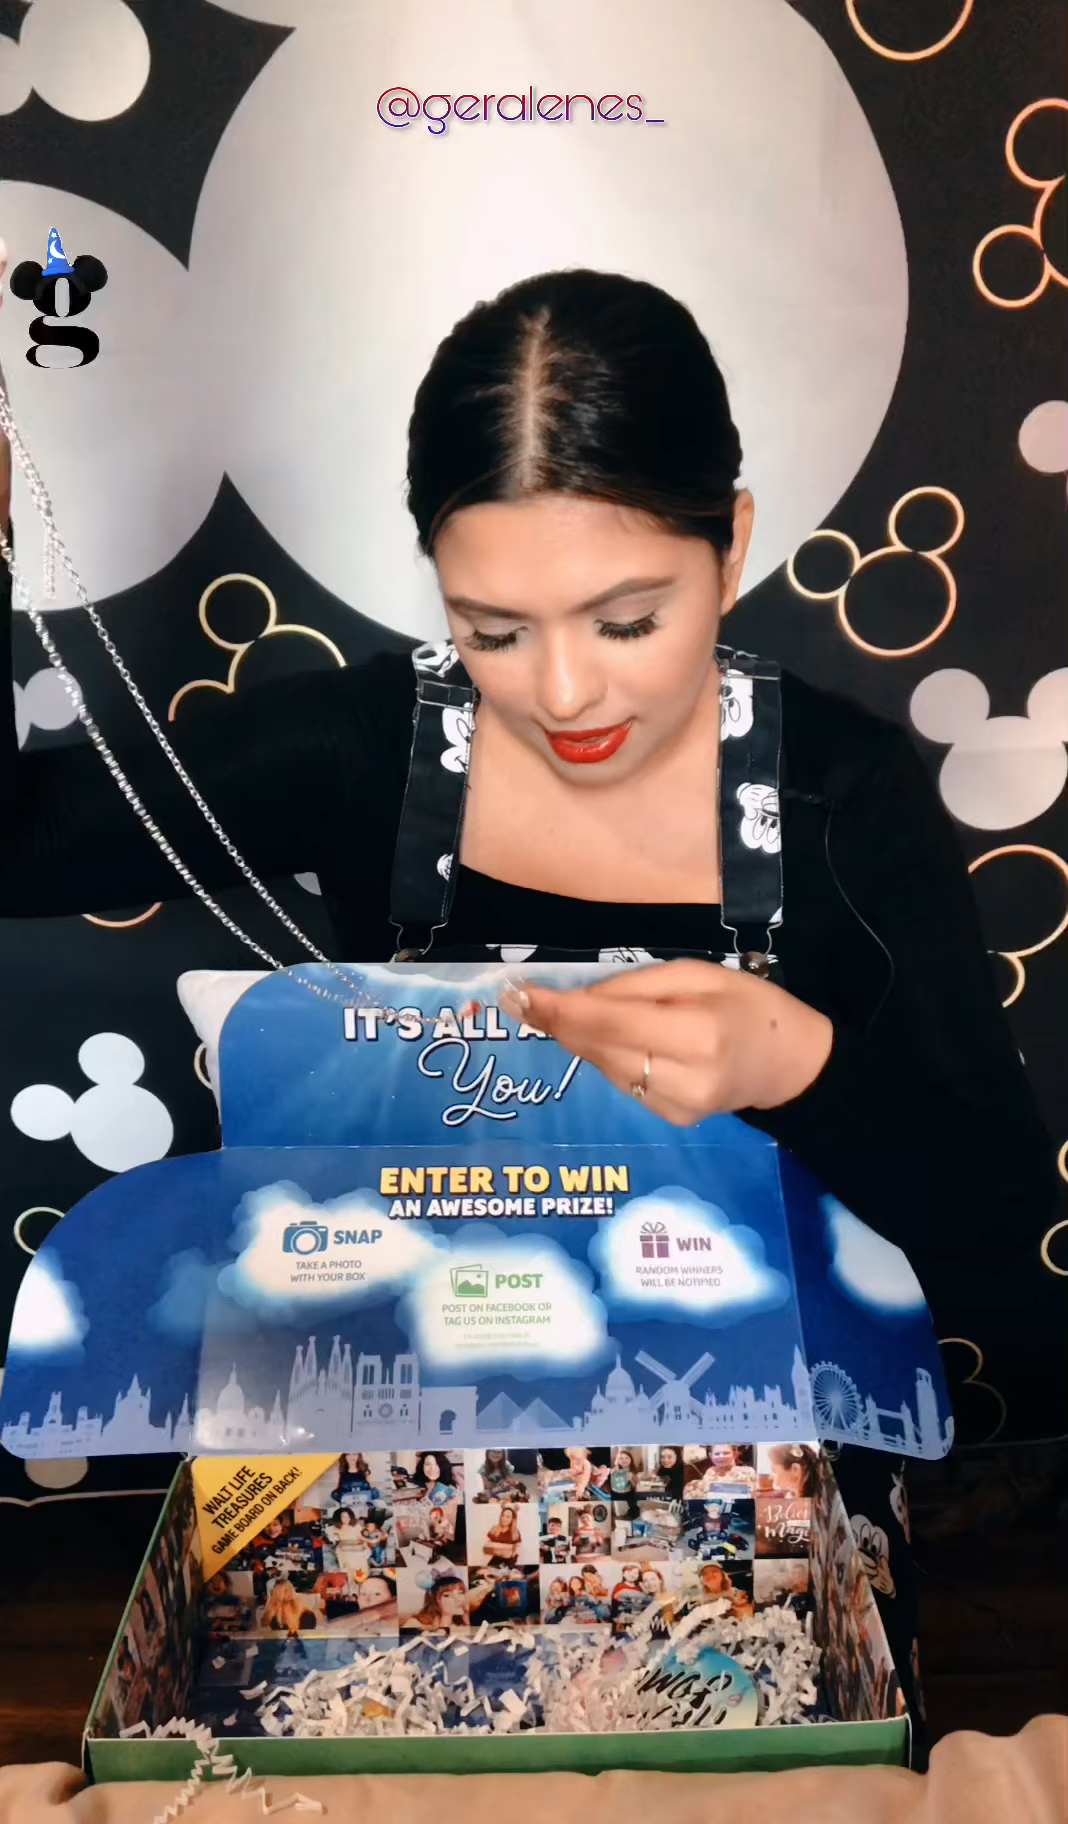 @geralenes_
g
IT'S ALL A
You!
ENTER TO WIN
AN AWESOME PRIZE!
SNAP
TAKE A PHOTO
WITH YOUR BOX
POST
POST ON FACEBOOK OR
TAG US ON INSTAGRAM
WIN
RANDOM WINNERS
WILL BE NOTIFIED
WALT LIFE
TREASURES
GAME BOARD ON BACK!
Believe
Magic